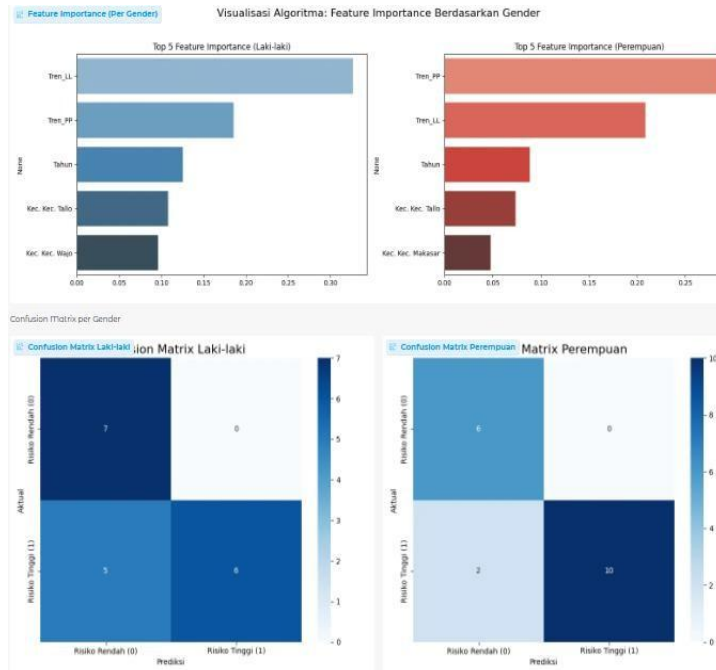 Feature Importance (Per Gender)
Visualisasi Algoritma: Feature Importance Berdasarkan Gender
Top 5 Feature Importance (Laki-laki)
Tren_LL
Tren_PP
Tahun
Kec. Kec. Tallo
Kec. Kec. Wajo
None
0.00 0.05 0.10 0.15 0.20 0.25 0.30
Top 5 Feature Importance (Perempuan)
Tren_PP
Tren_LL
Tahun
Kec. Kec. Tallo
Kec. Kec. Makasar
None
0.00 0.05 0.10 0.15 0.20 0.25
Confusion Matrix per Gender
Confusion Matrix Laki-laki
ion Matrix Laki-laki
Risiko Rendah (0)
Risiko Tinggi (1)
Aktual
7 0
5 6
Risiko Rendah (0) Risiko Tinggi (1)
Prediksi
7
6
5
4
3
2
1
0
Confusion Matrix Perempuan
Matrix Perempuan
Risiko Rendah (0)
Risiko Tinggi (1)
Aktual
6 0
2 10
Risiko Rendah (0) Risiko Tinggi (1)
Prediksi
10
8
6
4
2
0